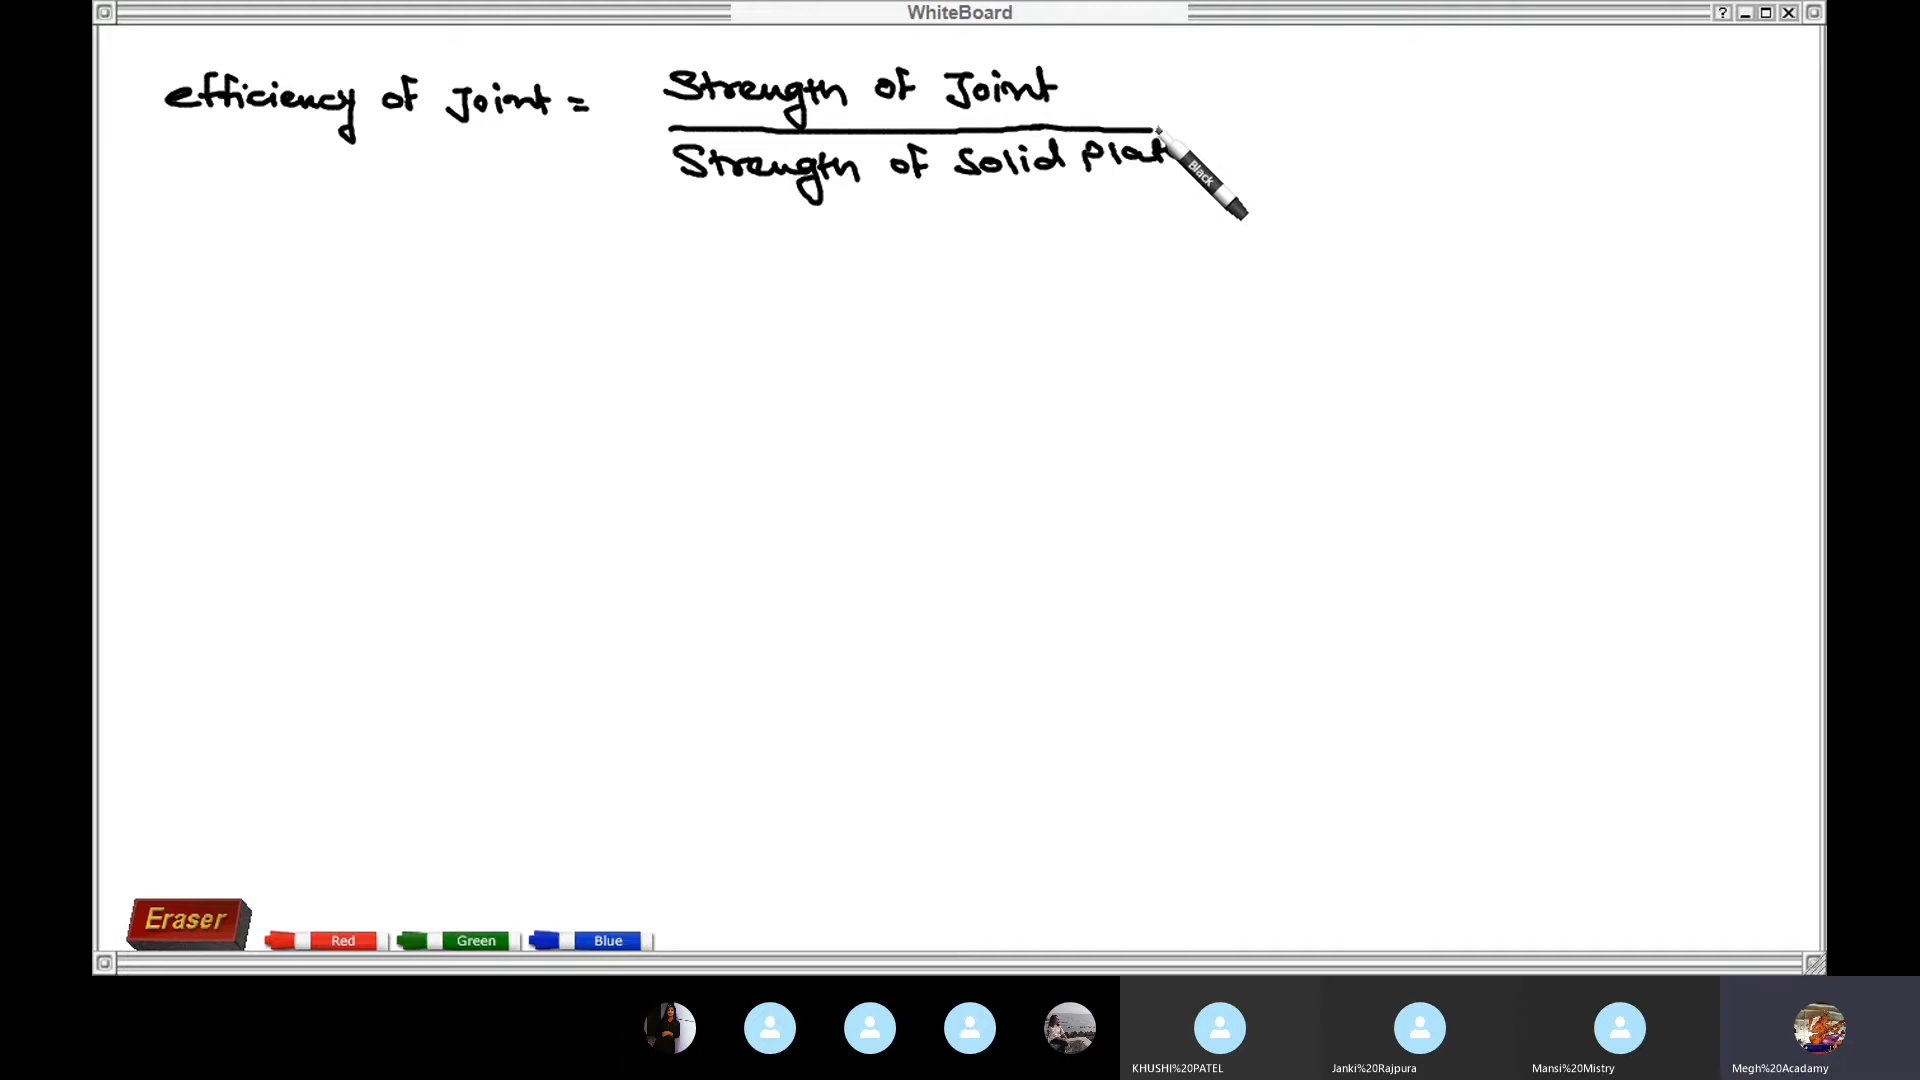 WhiteBoard
efficiency of Joint = Strength of Joint
Strength of Solid Plat
Black
Eraser
Red Green Blue
KHUSHI%20PATEL Janki%20Rajpura Mansi%20Mistry Megh%20Acadamy